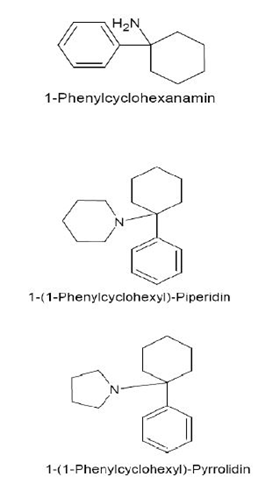 H₂N
1-Phenylcyclohexanamin
N
1-(1-Phenylcyclohexyl)-Piperidin
N
1-(1-Phenylcyclohexyl)-Pyrrolidin